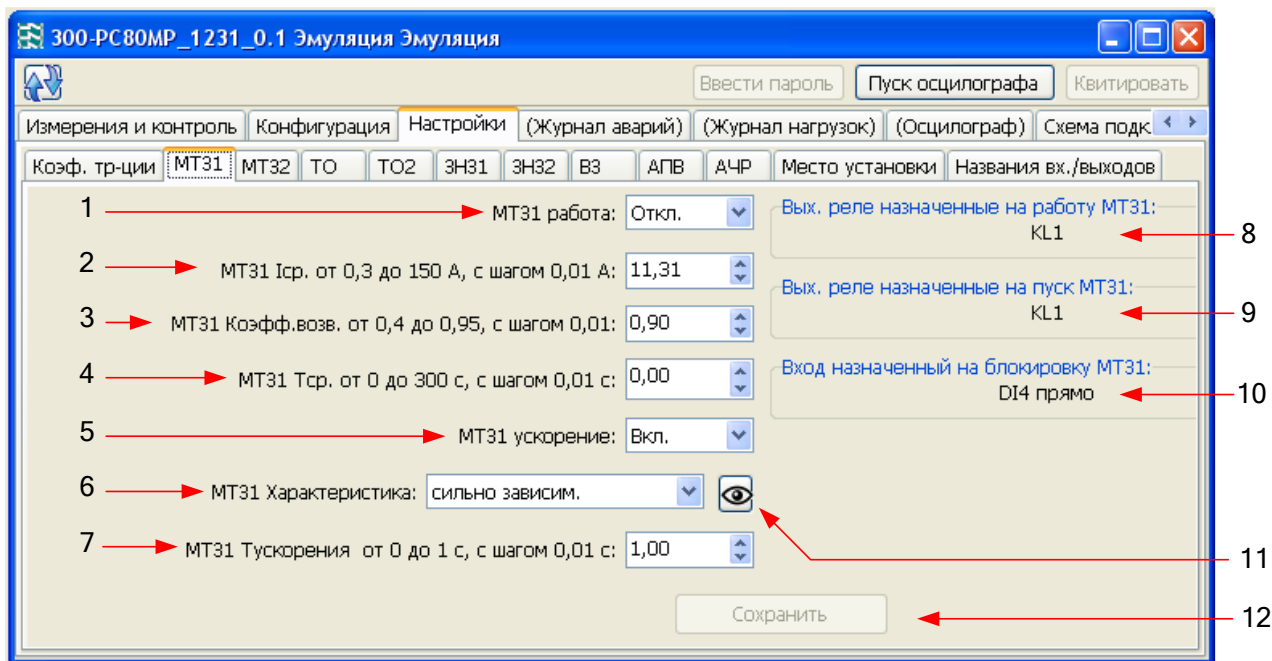 300-РС80МР_1231_0.1 Эмуляция Эмуляция
Ввести пароль Пуск осцилографа Квитировать
Измерения и контроль Конфигурация Настройки (Журнал аварий) (Журнал нагрузок) (Осцилограф) Схема подк
Коэф. тр-ции МТЗ1 МТЗ2 ТО ТО2 ЗН31 ЗН32 ВЗ АПВ АЧР Место установки Названия вх./выходов
1 МТЗ1 работа: Откл. Вых. реле назначенные на работу МТЗ1:
KL1 8
2 МТЗ1 Iср. от 0,3 до 150 А, с шагом 0,01 А: 11,31
Вых. реле назначенные на пуск МТЗ1:
3 МТЗ1 Коэфф.возв. от 0,4 до 0,95, с шагом 0,01: 0,90 KL1 9
4 МТЗ1 Тср. от 0 до 300 с, с шагом 0,01 с: 0,00 Вход назначенный на блокировку МТЗ1:
DI4 прямо 10
5 МТЗ1 ускорение: Вкл.
6 МТЗ1 Характеристика: сильно зависим.
7 МТЗ1 Тускорения от 0 до 1 с, с шагом 0,01 с: 1,00 11
Сохранить 12